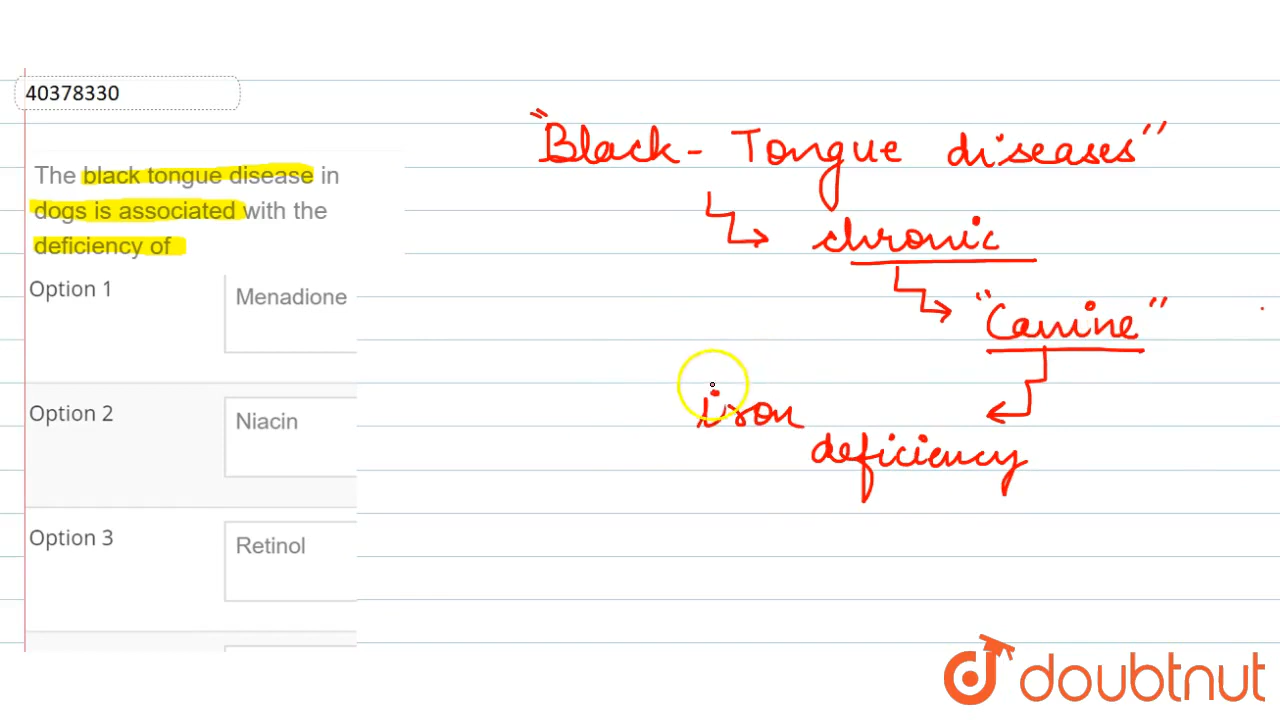 40378330
The black tongue disease in
dogs is associated with the
deficiency of
Option 1
Menadione
Option 2
Niacin
Option 3
Retinol
"Black- Tongue diseases"
chronic
"Canine"
iron
deficiency
doubtnut